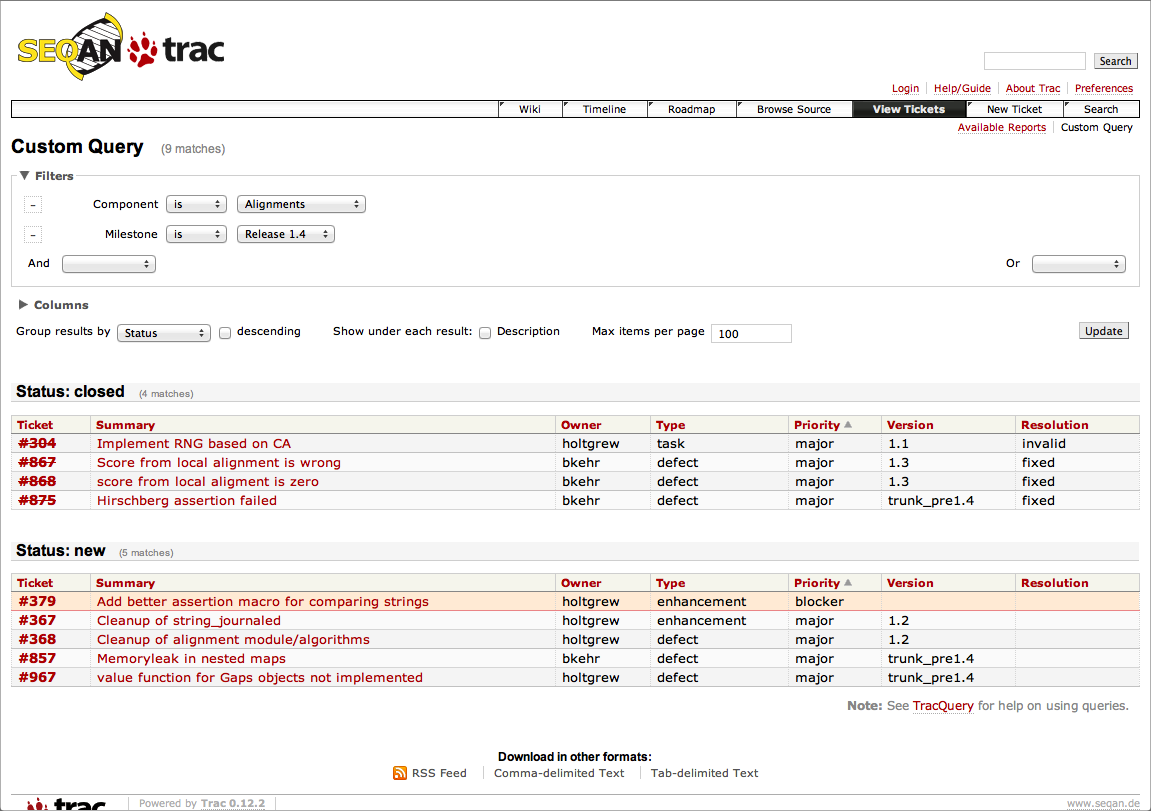 SEQAN trac
Search
Login Help/Guide About Trac Preferences
Wiki Timeline Roadmap Browse Source View Tickets New Ticket Search
Available Reports Custom Query
Custom Query (9 matches)
▼ Filters
– Component is Alignments
– Milestone is Release 1.4
And Or
▶ Columns
Group results by Status descending Show under each result: Description Max items per page 100 Update
Status: closed (4 matches)
Ticket Summary Owner Type Priority ▲ Version Resolution
#304 Implement RNG based on CA holtgrew task major 1.1 invalid
#867 Score from local alignment is wrong bkehr defect major 1.3 fixed
#868 score from local aligment is zero bkehr defect major 1.3 fixed
#875 Hirschberg assertion failed bkehr defect major trunk_pre1.4 fixed
Status: new (5 matches)
Ticket Summary Owner Type Priority ▲ Version Resolution
#379 Add better assertion macro for comparing strings holtgrew enhancement blocker
#367 Cleanup of string_journaled holtgrew enhancement major 1.2
#368 Cleanup of alignment module/algorithms holtgrew defect major 1.2
#857 Memoryleak in nested maps bkehr defect major trunk_pre1.4
#967 value function for Gaps objects not implemented holtgrew defect major trunk_pre1.4
Note: See TracQuery for help on using queries.
Download in other formats:
RSS Feed Comma-delimited Text Tab-delimited Text
trac Powered by Trac 0.12.2 www.seqan.de